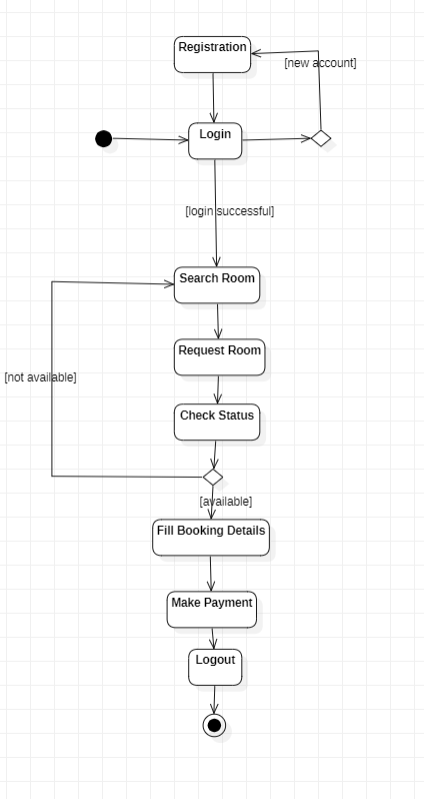 Registration
[new account]
Login
[login successful]
Search Room
Request Room
[not available]
Check Status
[available]
Fill Booking Details
Make Payment
Logout